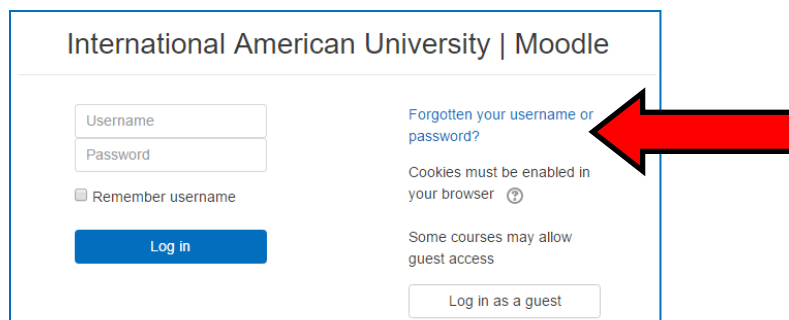 International American University | Moodle
Username
Password
Remember username
Log in
Forgotten your username or
password?
Cookies must be enabled in
your browser
Some courses may allow
guest access
Log in as a guest